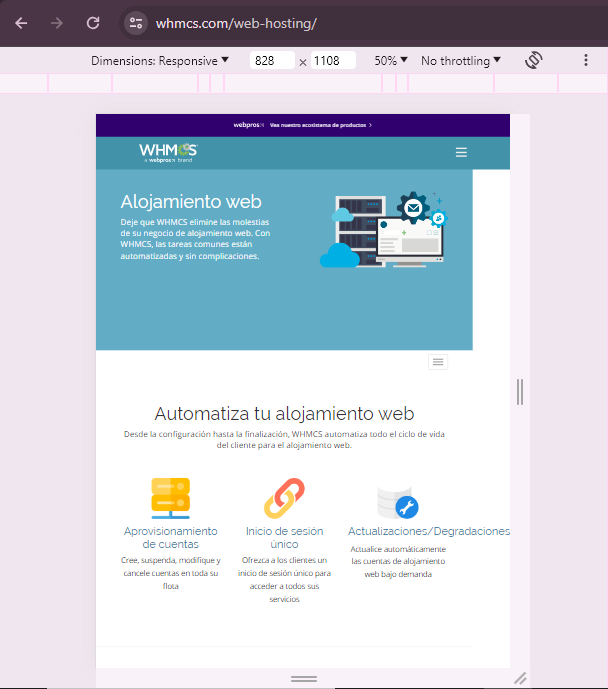 whmcs.com/web-hosting/
Dimensions: Responsive 828 × 1108 50% No throttling
webpros Vea nuestro ecosistema de productos
WHMCS
a webpros brand
Alojamiento web
Deje que WHMCS elimine las molestias
de su negocio de alojamiento web. Con
WHMCS, las tareas comunes están
automatizadas y sin complicaciones.
Automatiza tu alojamiento web
Desde la configuración hasta la finalización, WHMCS automatiza todo el ciclo de vida
del cliente para el alojamiento web.
Aprovisionamiento
de cuentas
Cree, suspenda, modifique y
cancele cuentas en toda su
flota
Inicio de sesión
único
Ofrezca a los clientes un
inicio de sesión único para
acceder a todos sus
servicios
Actualizaciones/Degradaciones
Actualice automáticamente
las cuentas de alojamiento
web bajo demanda